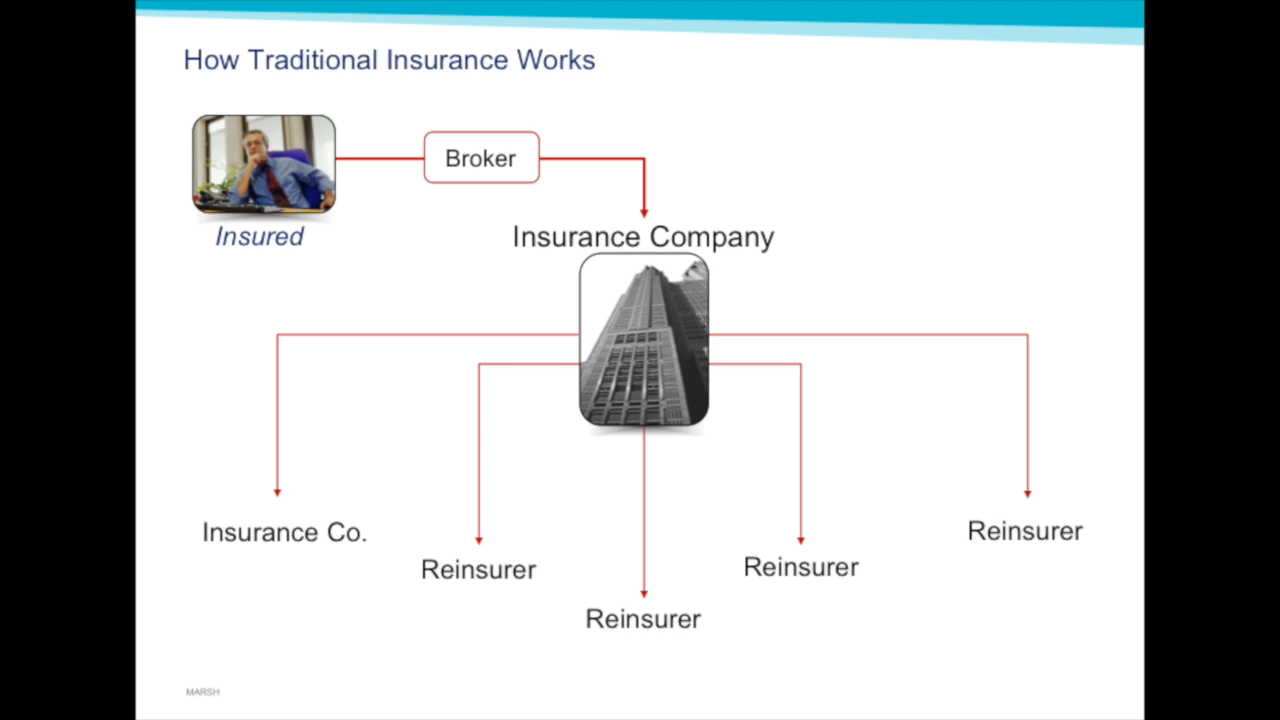 How Traditional Insurance Works
Broker
Insured
Insurance Company
Insurance Co.
Reinsurer
Reinsurer
Reinsurer
Reinsurer
MARSH